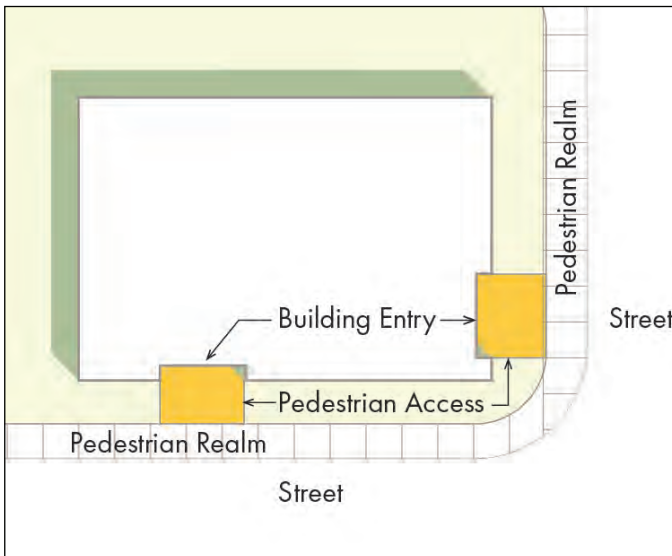 Pedestrian Realm
Building Entry
Street
Pedestrian Access
Pedestrian Realm
Street